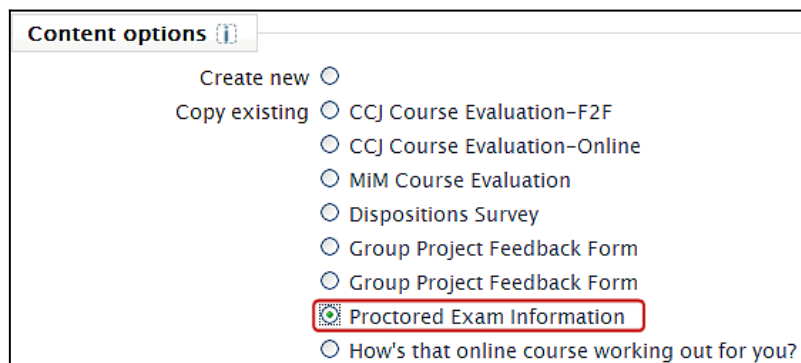 Content options i
Create new
Copy existing CCJ Course Evaluation-F2F
CCJ Course Evaluation-Online
MiM Course Evaluation
Dispositions Survey
Group Project Feedback Form
Group Project Feedback Form
Proctored Exam Information
How's that online course working out for you?